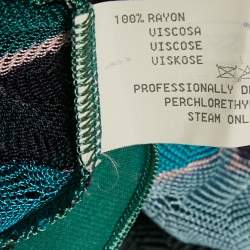 100% RAYON
VISCOSA
VISCOSE
VISKOSE
PROFESSIONALLY
PERCHLORETHY
STEAM ONL